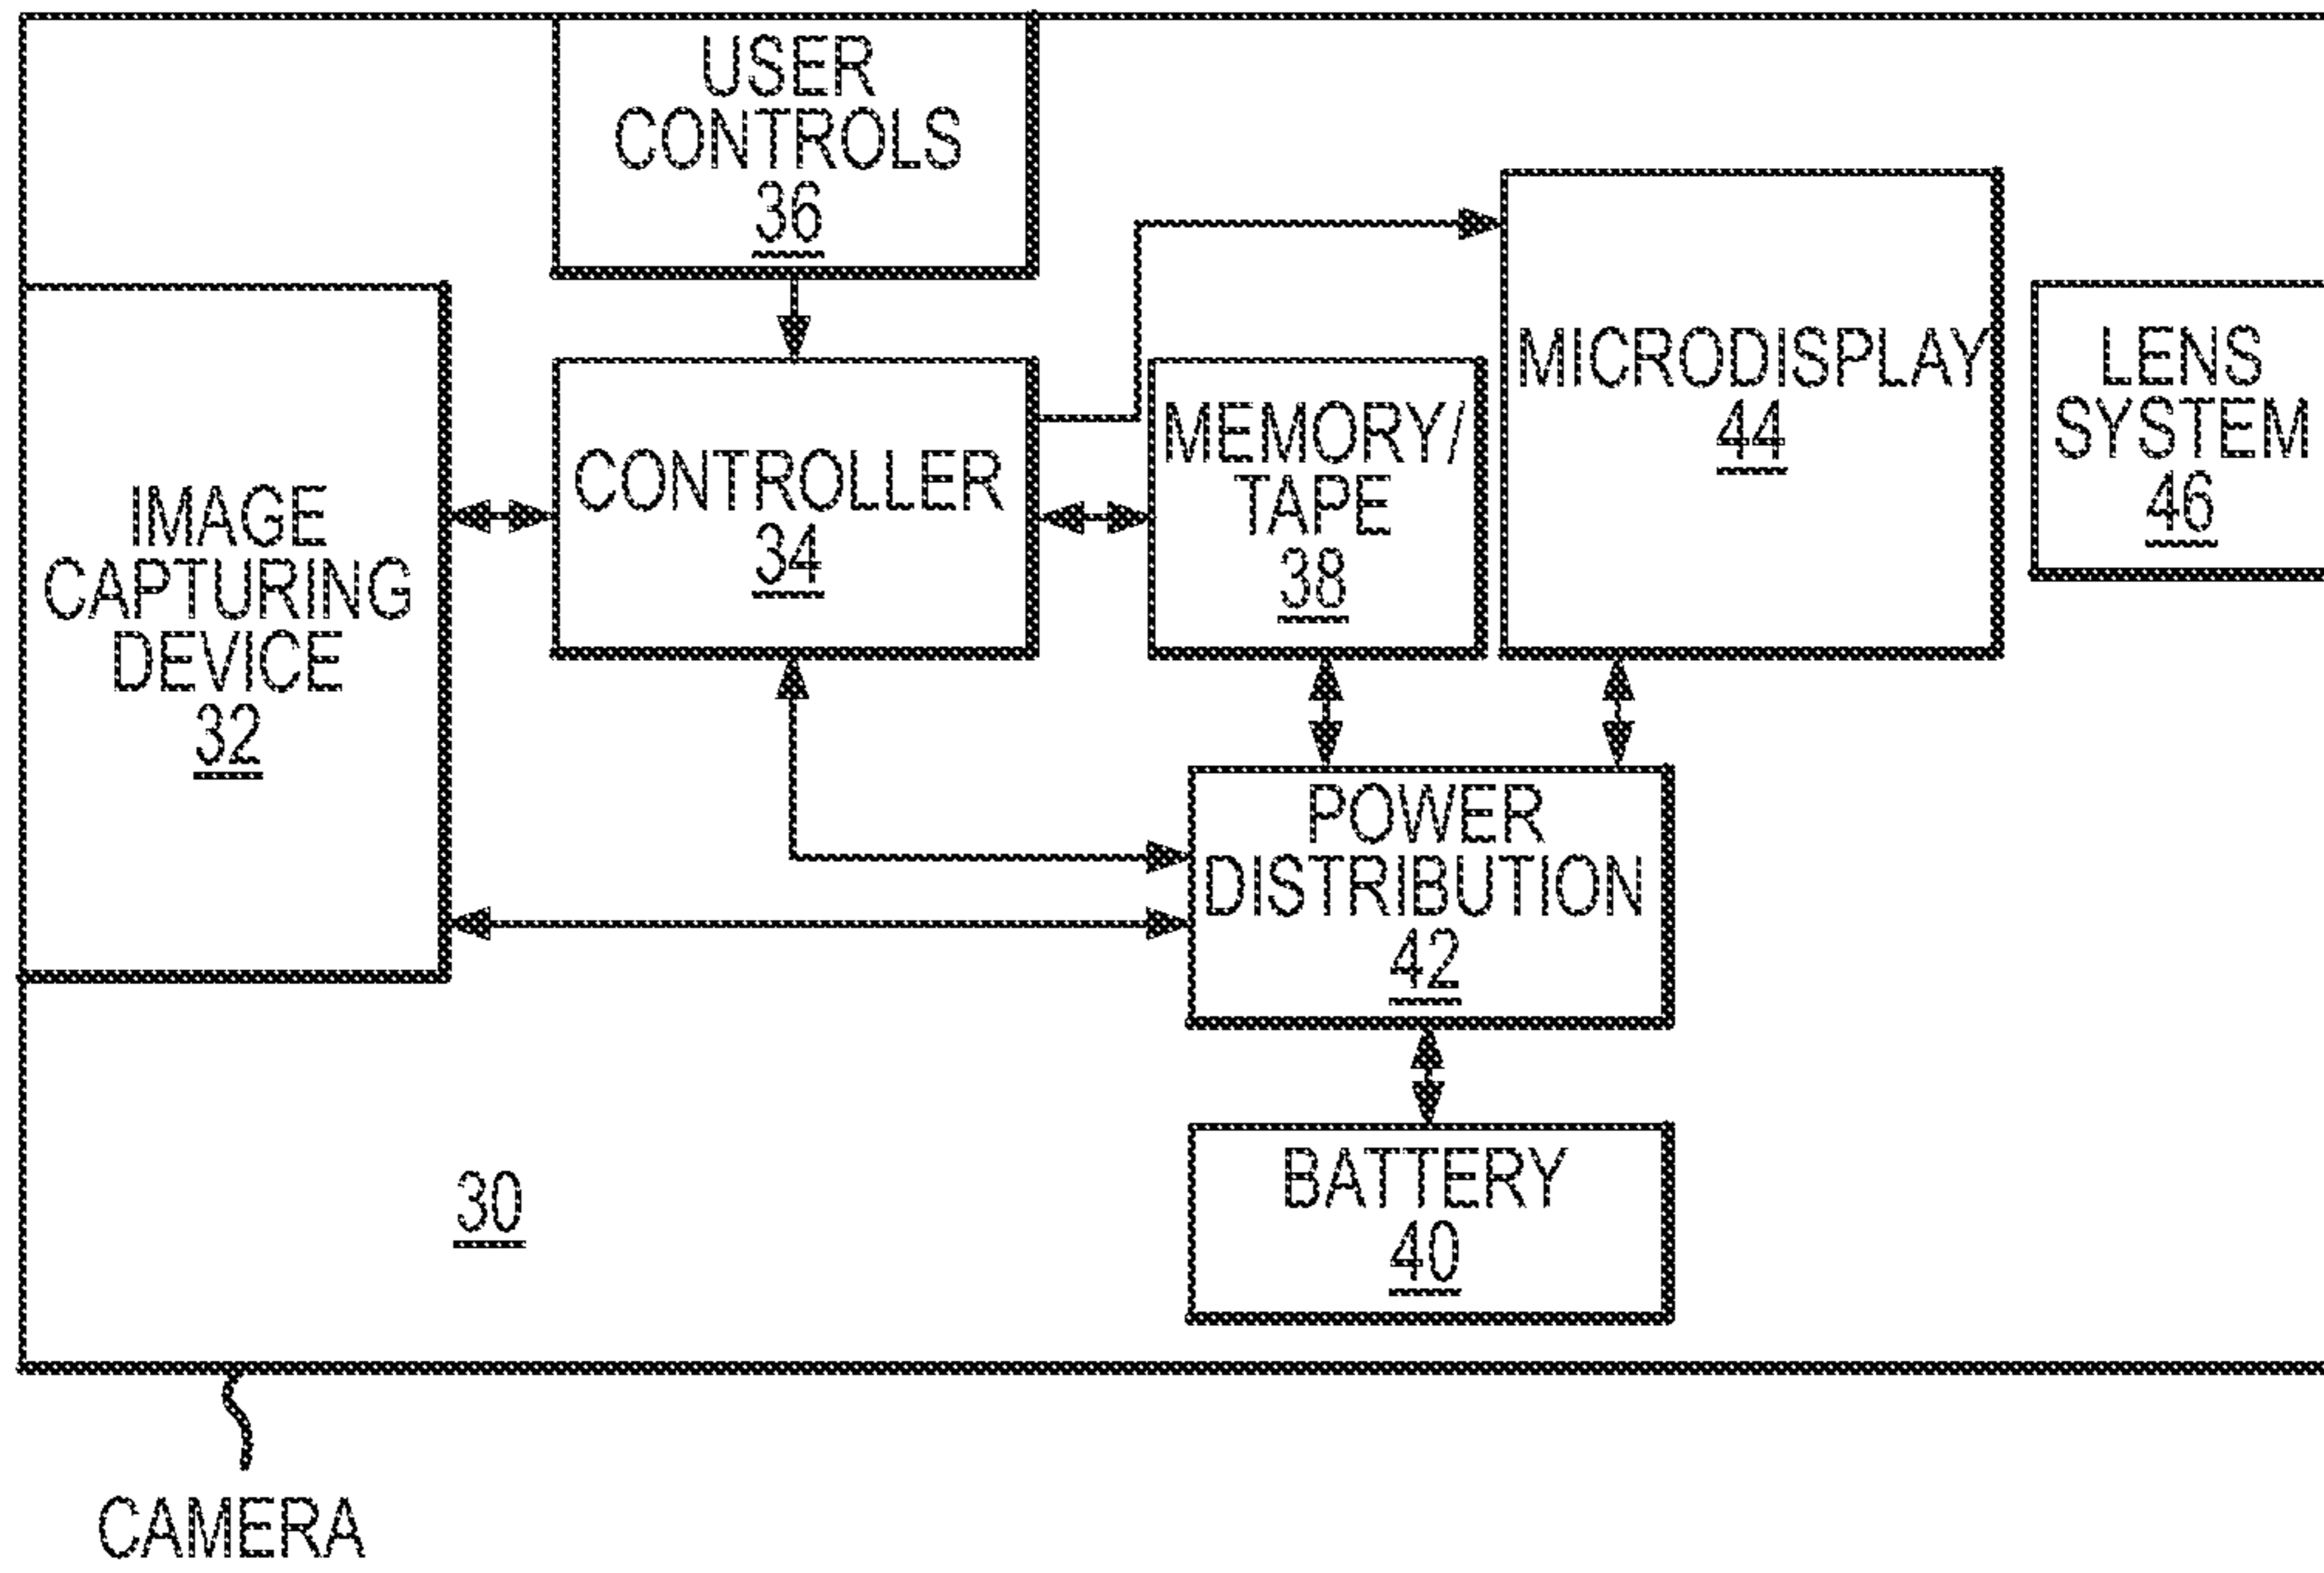 USER
CONTROLS
36
IMAGE
CAPTURING
DEVICE
32
CONTROLLER
34
MEMORY/
TAPE
38
MICRODISPLAY
44
LENS
SYSTEM
46
POWER
DISTRIBUTION
42
BATTERY
40
30
CAMERA